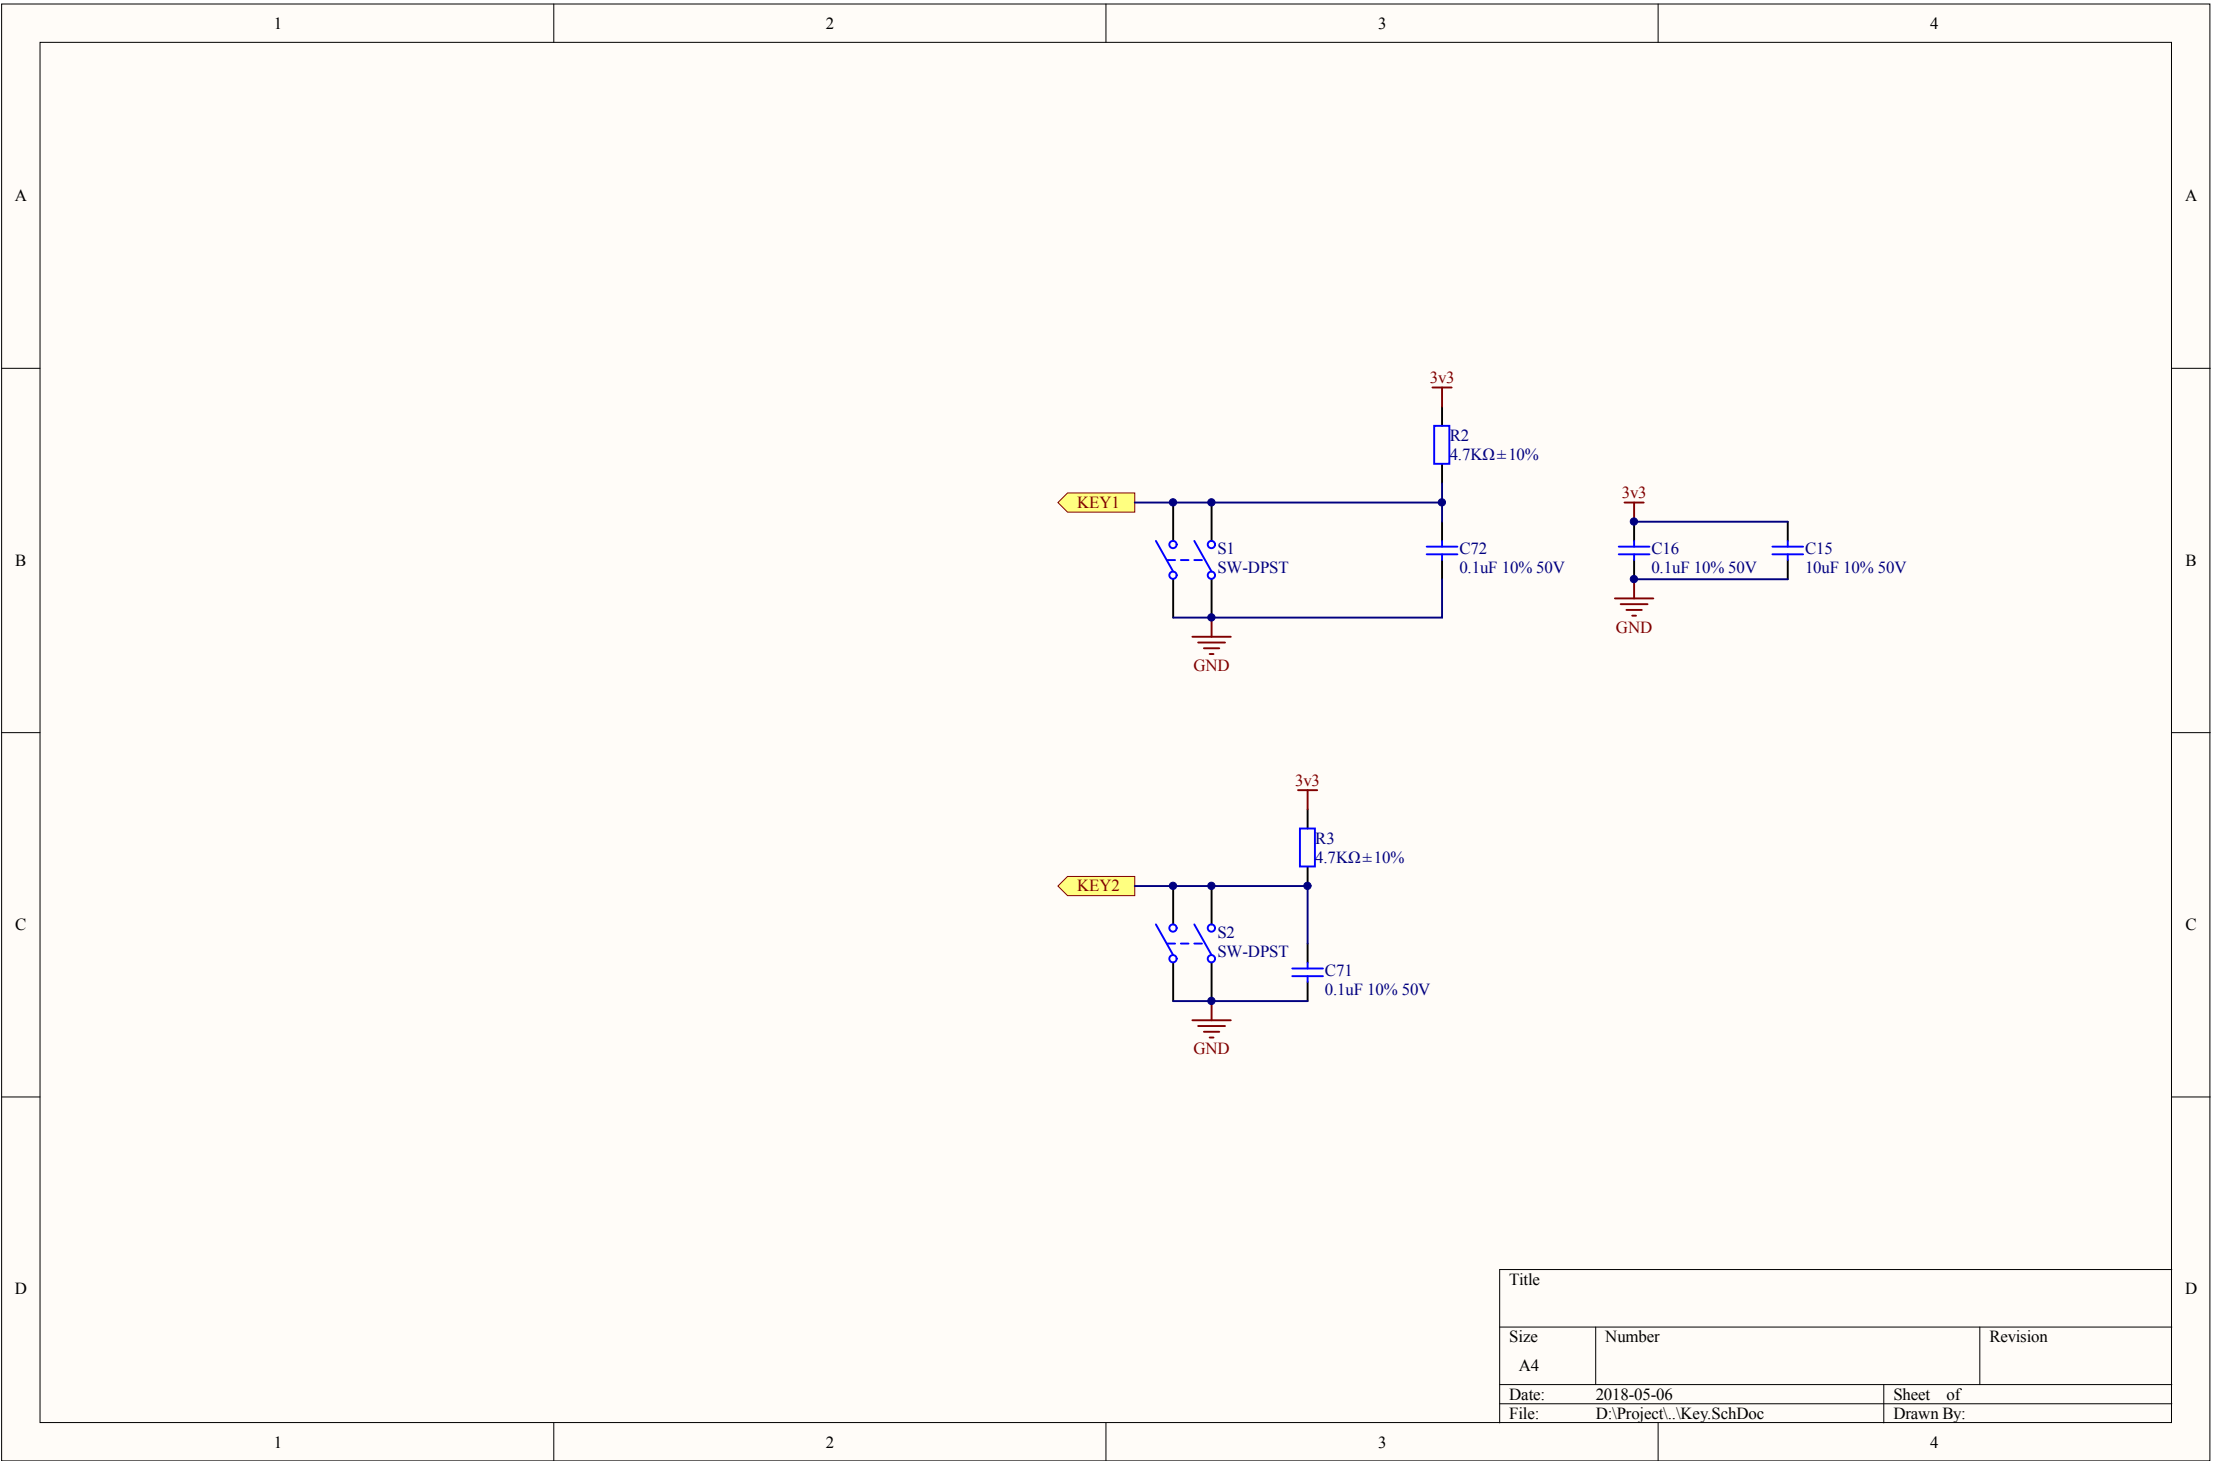 1 2 3 4
A A
3v3
R2
4.7KΩ±10%
KEY1
3v3
S1
SW-DPST
C72
0.1uF 10% 50V
C16
0.1uF 10% 50V
C15
10uF 10% 50V
B B
GND
GND
3v3
R3
4.7KΩ±10%
KEY2
C C
S2
SW-DPST
C71
0.1uF 10% 50V
GND
D D
Title
Size Number Revision
A4
Date: 2018-05-06 Sheet of
File: D:\Project\..\Key.SchDoc Drawn By:
1 2 3 4